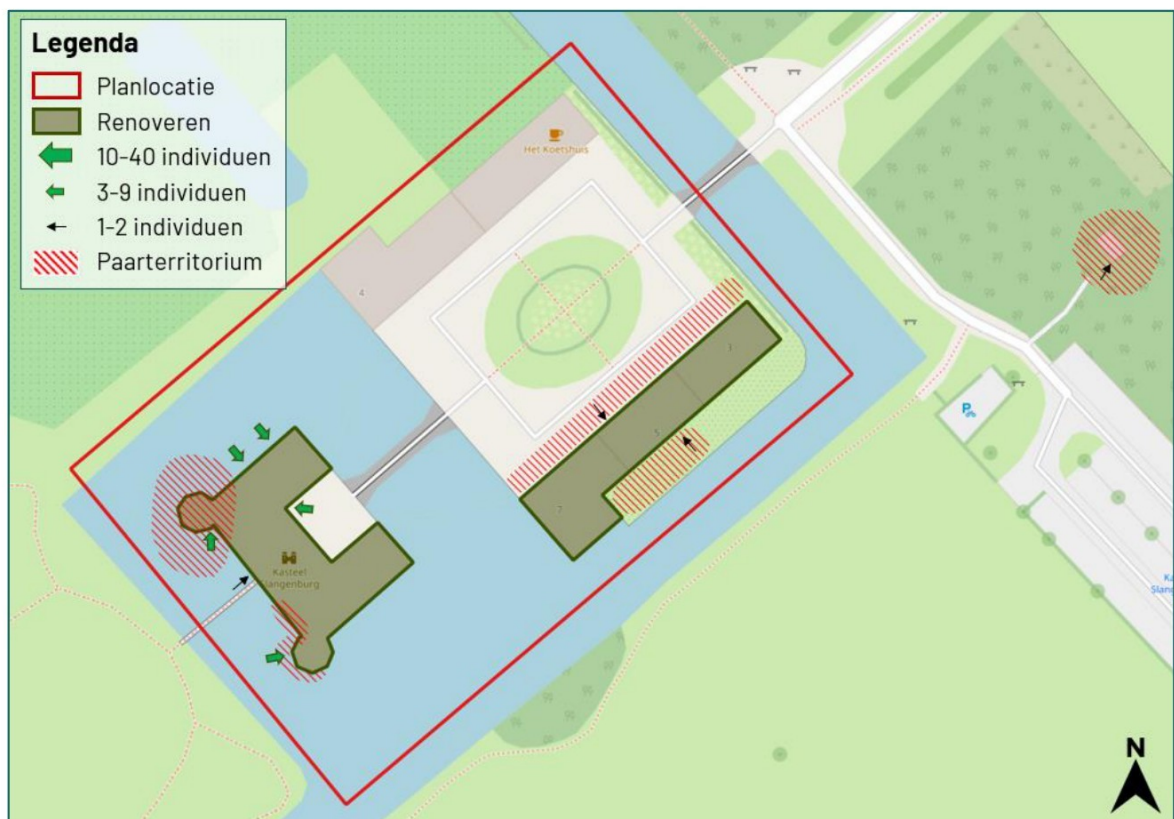 Legenda
Planlocatie
Renoveren
10-40 individuen
3-9 individuen
1-2 individuen
Paarterritorium
Het Koetshuis
4
1
5
7
Kasteel
Slangenburg
P
N